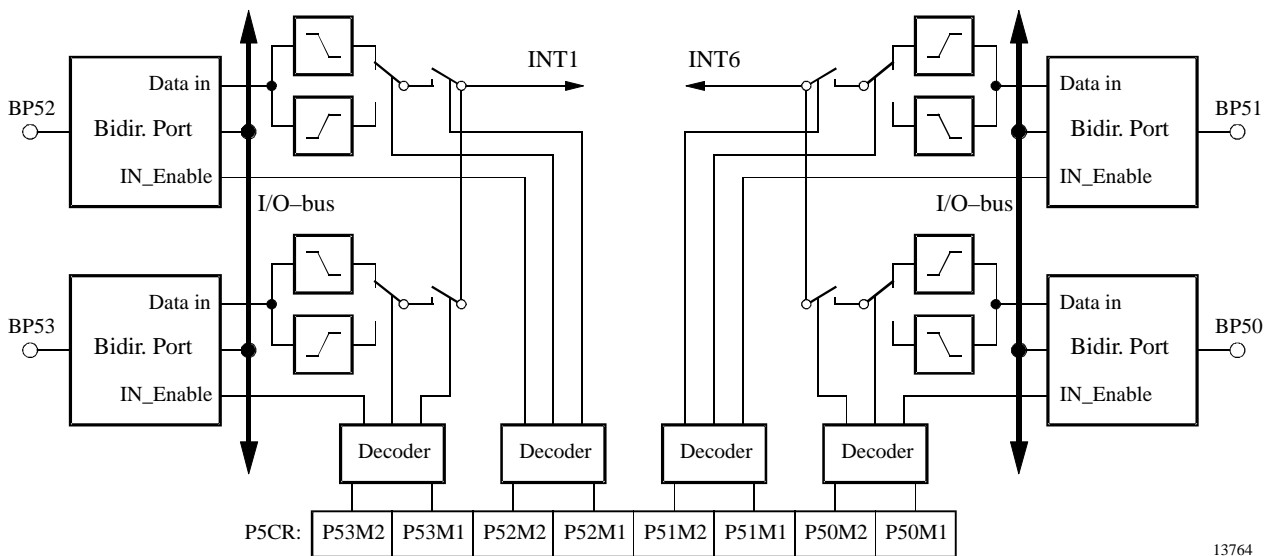 INT1 INT6
Data in Data in
BP52 BP51
Bidir. Port Bidir. Port
IN_Enable IN_Enable
I/O–bus I/O–bus
Data in Data in
BP53 BP50
Bidir. Port Bidir. Port
IN_Enable IN_Enable
Decoder Decoder Decoder Decoder
P5CR: P53M2 P53M1 P52M2 P52M1 P51M2 P51M1 P50M2 P50M1
13764